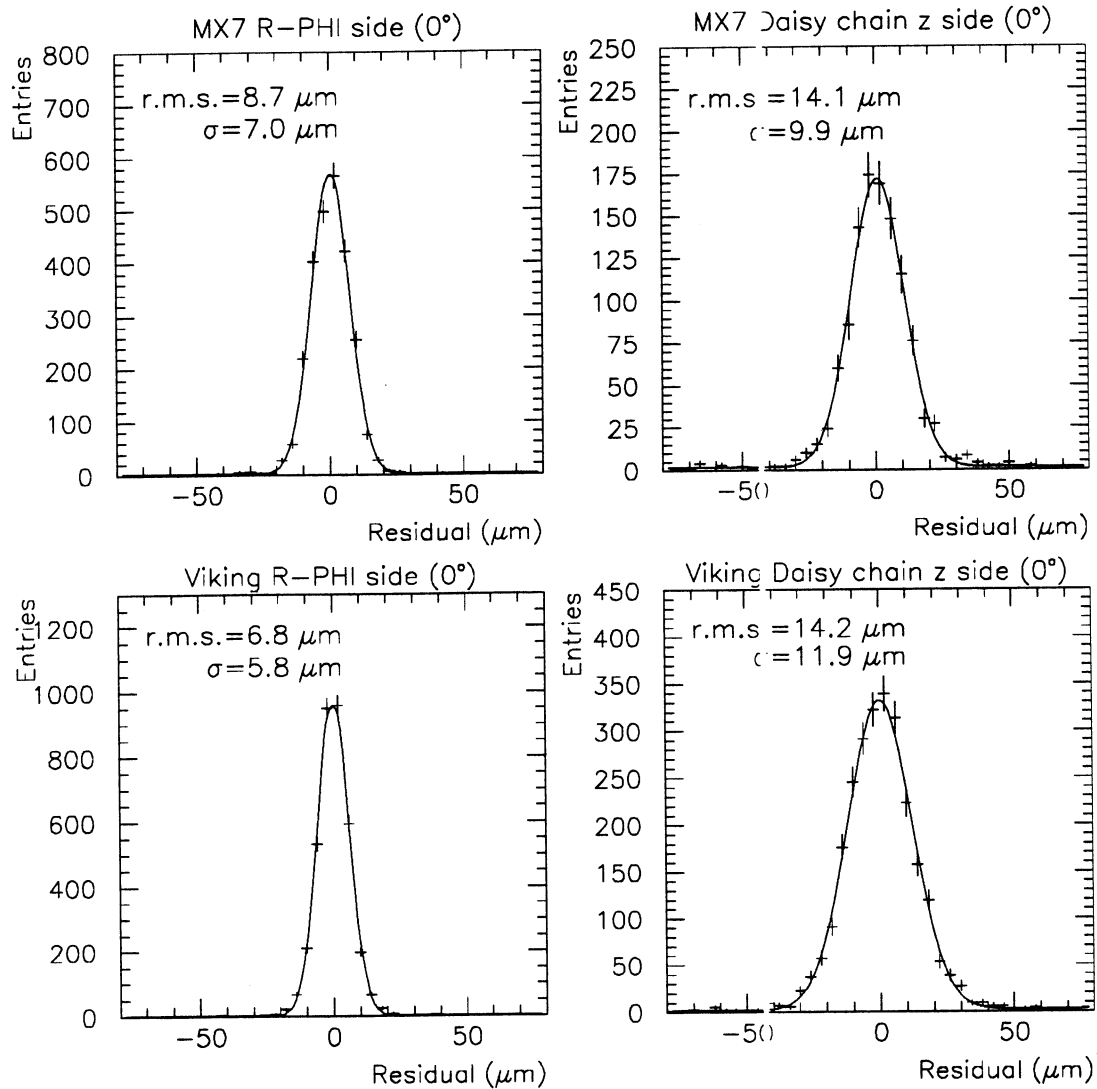 MX7 R-PHI side (0°)
Entries
800
700
600
500
400
300
200
100
0
r.m.s.=8.7 μm
σ=7.0 μm
-50
0
50
Residual (μm)
MX7 Daisy chain z side (0°)
Entries
250
225
200
175
150
125
100
75
50
25
0
r.m.s =14.1 μm
σ=9.9 μm
-50
0
50
Residual (μm)
Viking R-PHI side (0°)
Entries
1200
1000
800
600
400
200
0
r.m.s.=6.8 μm
σ=5.8 μm
-50
0
50
Residual (μm)
Viking Daisy chain z side (0°)
Entries
450
400
350
300
250
200
150
100
50
0
r.m.s =14.2 μm
σ=11.9 μm
-50
0
50
Residual (μm)